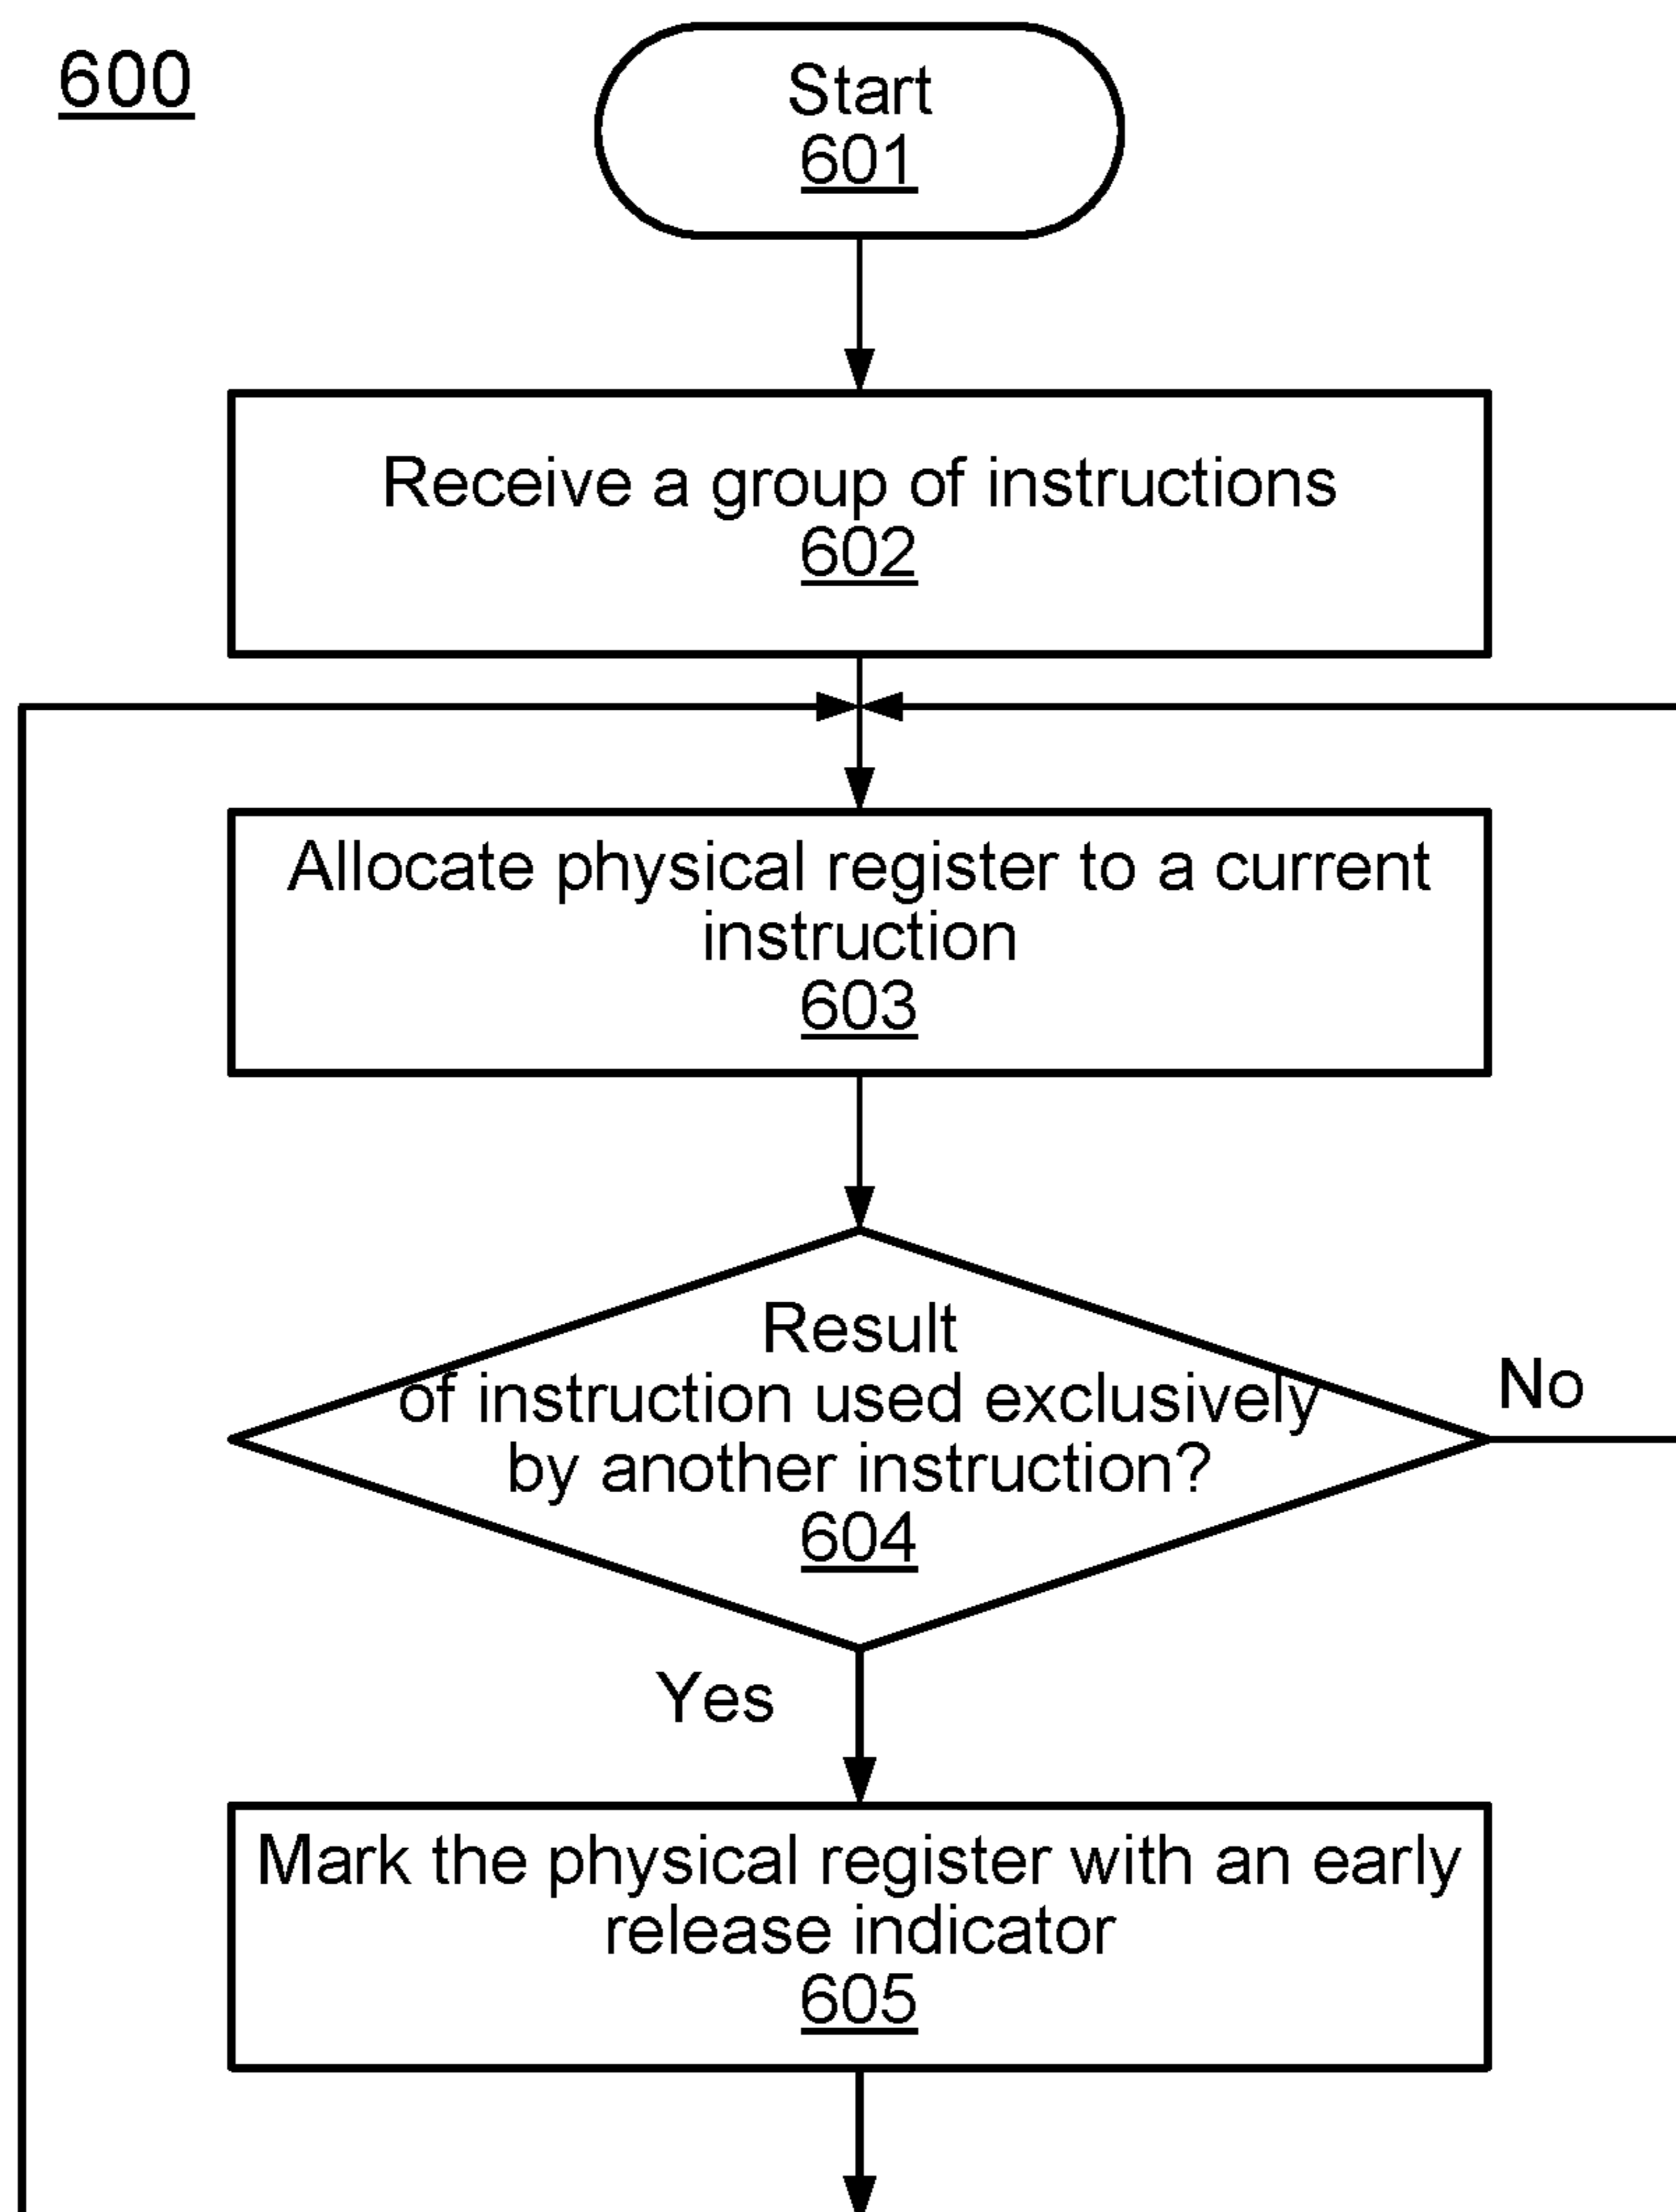 600
Start
601
Receive a group of instructions
602
Allocate physical register to a current
instruction
603
Result
of instruction used exclusively
by another instruction?
604
No
Yes
Mark the physical register with an early
release indicator
605